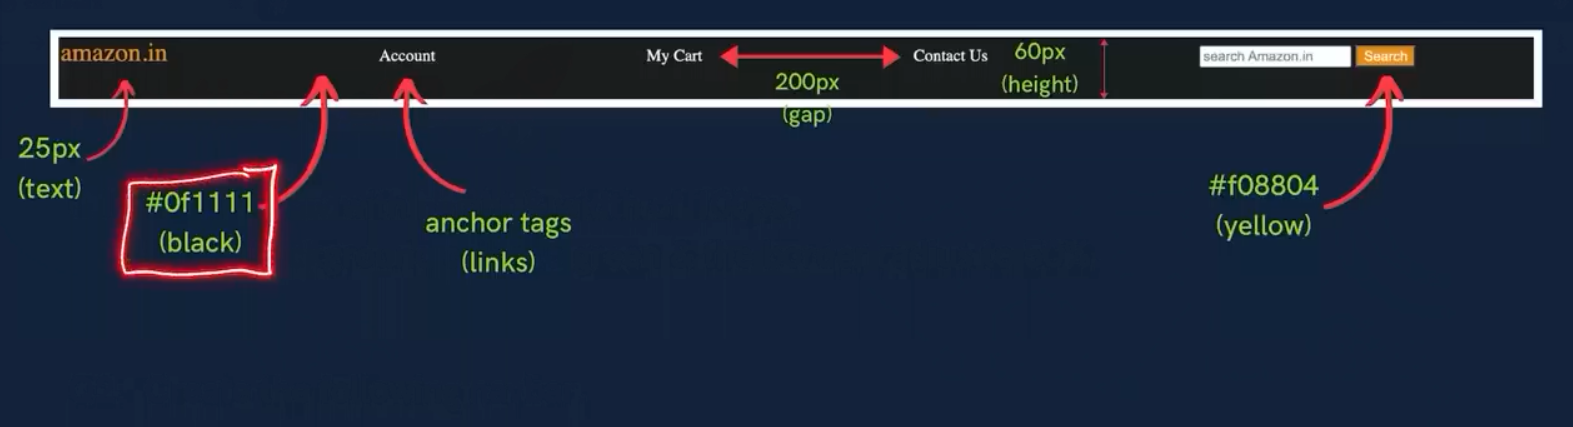 amazon.in
Account
My Cart
Contact Us
60px
(height)
search Amazon.in
Search
200px
(gap)
25px
(text)
#0f1111
(black)
anchor tags
(links)
#f08804
(yellow)